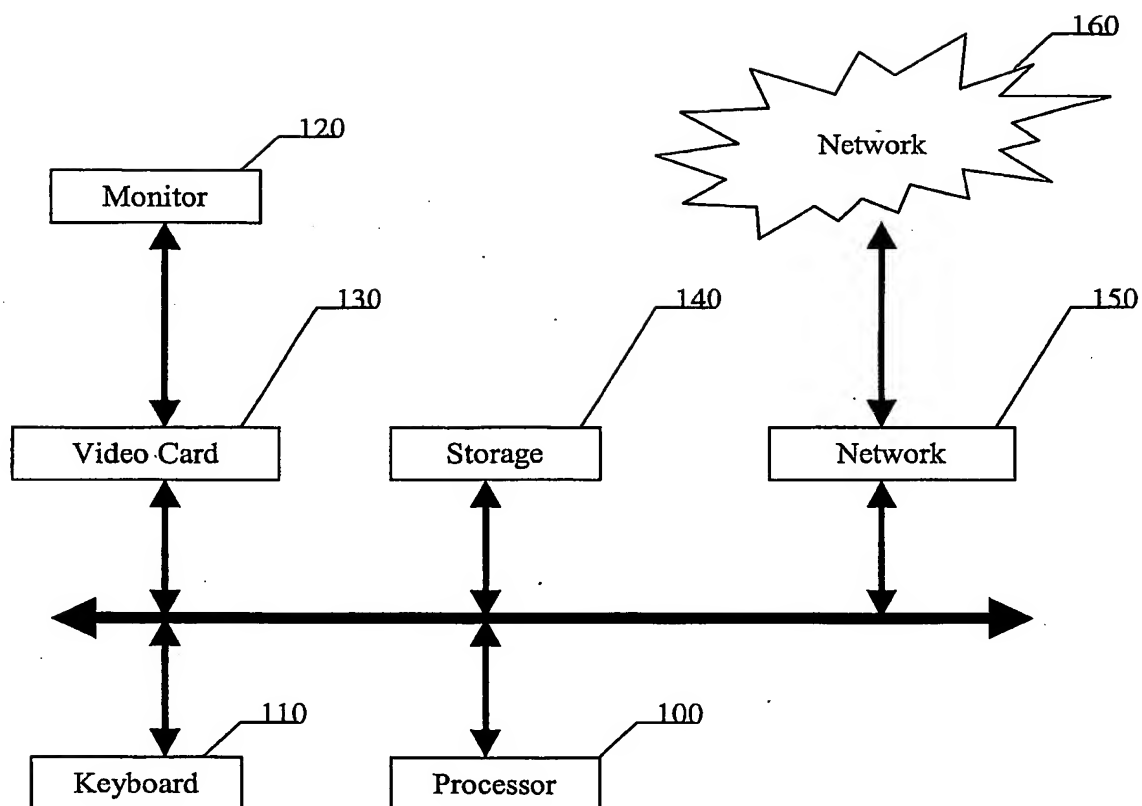 160
120
Network
Monitor
130
140
150
Video Card
Storage
Network
110
100
Keyboard
Processor